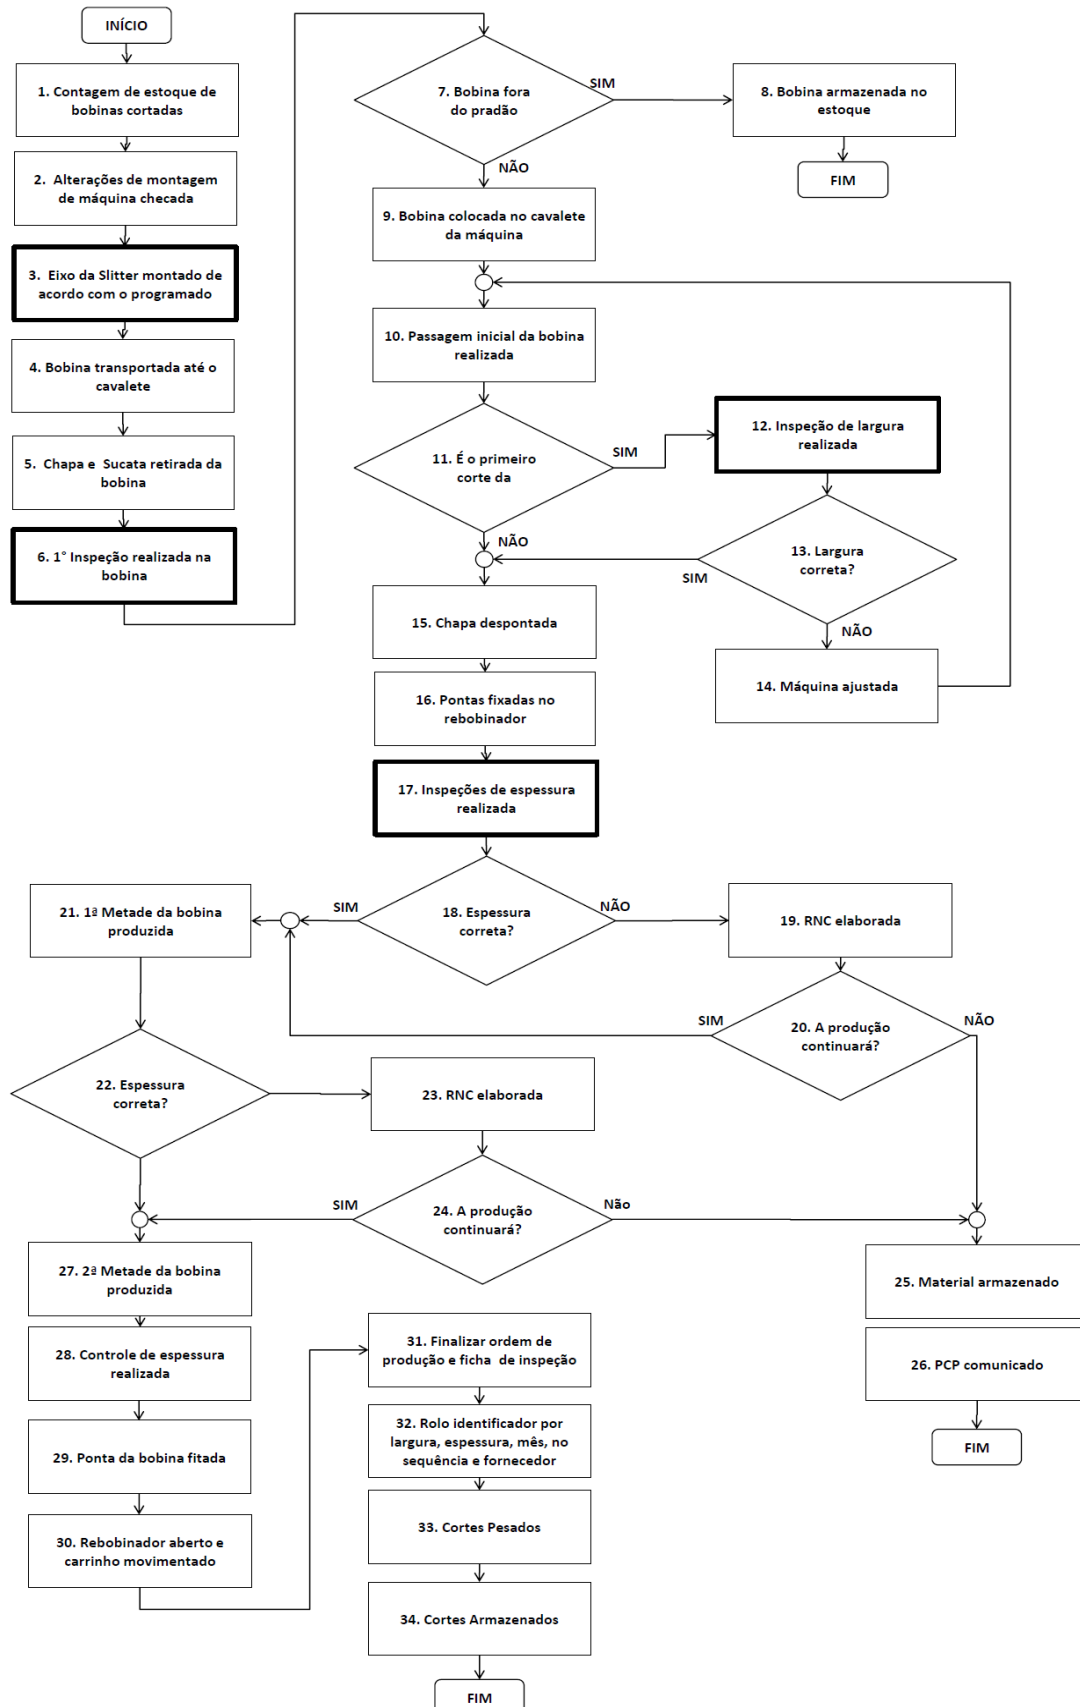 INÍCIO
1. Contagem de estoque de
bobinas cortadas
2. Alterações de montagem
de máquina checada
3. Eixo da Slitter montado de
acordo com o programado
4. Bobina transportada até o
cavalete
5. Chapa e Sucata retirada da
bobina
6. 1° Inspeção realizada na
bobina
7. Bobina fora
do pradão
SIM
8. Bobina armazenada no
estoque
FIM
NÃO
9. Bobina colocada no cavalete
da máquina
10. Passagem inicial da bobina
realizada
11. É o primeiro
corte da
SIM
12. Inspeção de largura
realizada
NÃO
13. Largura
correta?
SIM
NÃO
14. Máquina ajustada
15. Chapa despontada
16. Pontas fixadas no
rebobinador
17. Inspeções de espessura
realizada
18. Espessura
correta?
SIM
NÃO
19. RNC elaborada
20. A produção
continuará?
SIM
NÃO
21. 1ª Metade da bobina
produzida
22. Espessura
correta?
23. RNC elaborada
24. A produção
continuará?
SIM
Não
25. Material armazenado
26. PCP comunicado
FIM
27. 2ª Metade da bobina
produzida
28. Controle de espessura
realizada
29. Ponta da bobina fitada
30. Rebobinador aberto e
carrinho movimentado
31. Finalizar ordem de
produção e ficha de inspeção
32. Rolo identificador por
largura, espessura, mês, no
sequência e fornecedor
33. Cortes Pesados
34. Cortes Armazenados
FIM